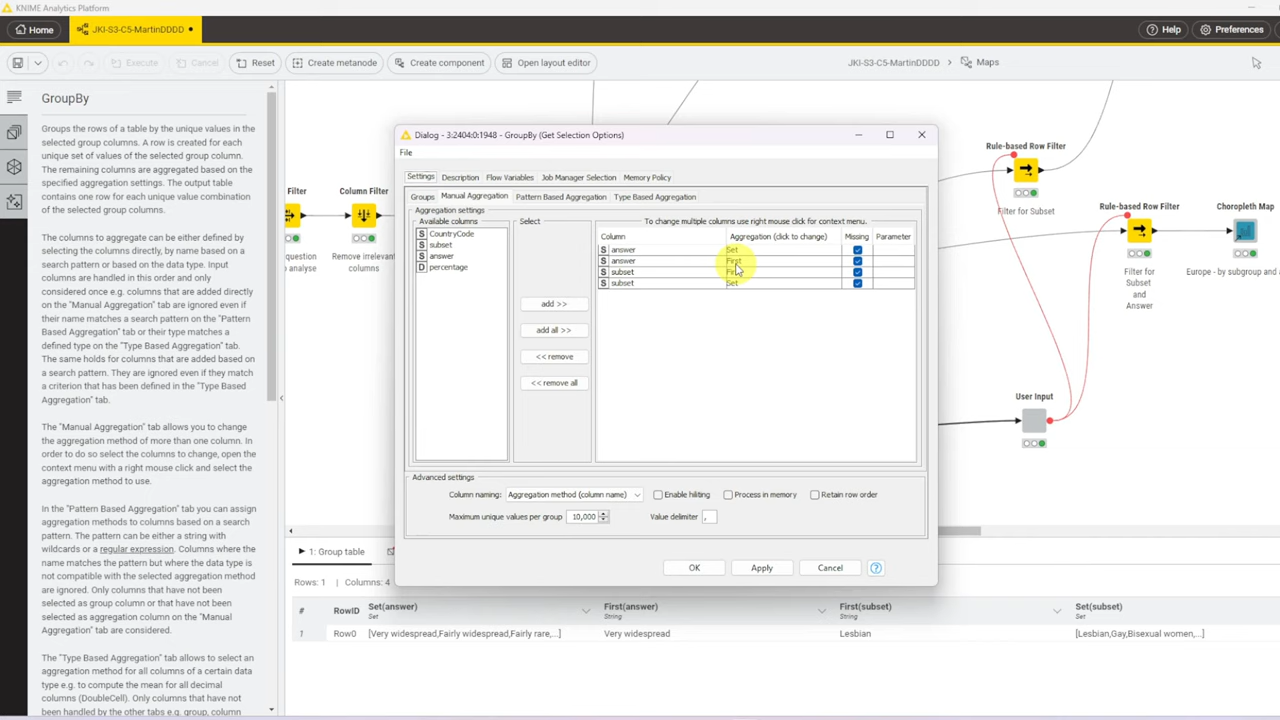 KNIME Analytics Platform
Home
JKI-S3-C5-MartinDDDD
Help
Preferences
Execute
Cancel
Reset
Create metanode
Create component
Open layout editor
JKI-S3-C5-MartinDDDD > Maps
GroupBy
Groups the rows of a table by the unique values in the
selected group columns. A row is created for each
unique set of values of the selected group column.
The remaining columns are aggregated based on the
specified aggregation settings. The output table
contains one row for each unique value combination
of the selected group columns.
The columns to aggregate can be either defined by
selecting the columns directly, by name based on a
search pattern or based on the data type. Input
columns are handled in this order and only
considered once e.g. columns that are added directly
on the "Manual Aggregation" tab are ignored even if
their name matches a search pattern on the "Pattern
Based Aggregation" tab or their type matches a
defined type on the "Type Based Aggregation" tab.
The same holds for columns that are added based on
a search pattern. They are ignored even if they match
a criterion that has been defined in the "Type Based
Aggregation" tab.
The "Manual Aggregation" tab allows you to change
the aggregation method of more than one column. In
order to do so select the columns to change, open the
context menu with a right mouse click and select the
aggregation method to use.
In the "Pattern Based Aggregation" tab you can assign
aggregation methods to columns based on a search
pattern. The pattern can be either a string with
wildcards or a regular expression. Columns where the
name matches the pattern but where the data type is
not compatible with the selected aggregation method
are ignored. Only columns that have not been
selected as group column or that have not been
selected as aggregation column on the "Manual
Aggregation" tab are considered.
The "Type Based Aggregation" tab allows to select an
aggregation method for all columns of a certain data
type e.g. to compute the mean for all decimal
columns (DoubleCell). Only columns that have not
been handled by the other tabs e.g. group, column
Filter
Column Filter
question
analyse
Remove irrelevant
columns
Dialog - 3:2404:0:1948 - GroupBy (Get Selection Options)
File
Settings
Description
Flow Variables
Job Manager Selection
Memory Policy
Groups
Manual Aggregation
Pattern Based Aggregation
Type Based Aggregation
Aggregation settings
Available columns
S CountryCode
S subset
S answer
D percentage
Select
add >>
add all >>
<< remove
<< remove all
To change multiple columns use right mouse click for context menu.
Column Aggregation (click to change) Missing Parameter
S answer Set
S answer First
S subset First
S subset Set
Advanced settings
Column naming: Aggregation method (column name)
Enable hiliting
Process in memory
Retain row order
Maximum unique values per group 10,000
Value delimiter ,
OK
Apply
Cancel
?
Rule-based Row Filter
Filter for Subset
Rule-based Row Filter
Filter for
Subset
and
Answer
Choropleth Map
Europe - by subgroup and a
User Input
1: Group table
Rows: 1 | Columns: 4
# RowID Set(answer) First(answer) First(subset) Set(subset)
Set String String Set
1 Row0 [Very widespread,Fairly widespread,Fairly rare,...] Very widespread Lesbian [Lesbian,Gay,Bisexual women,...]